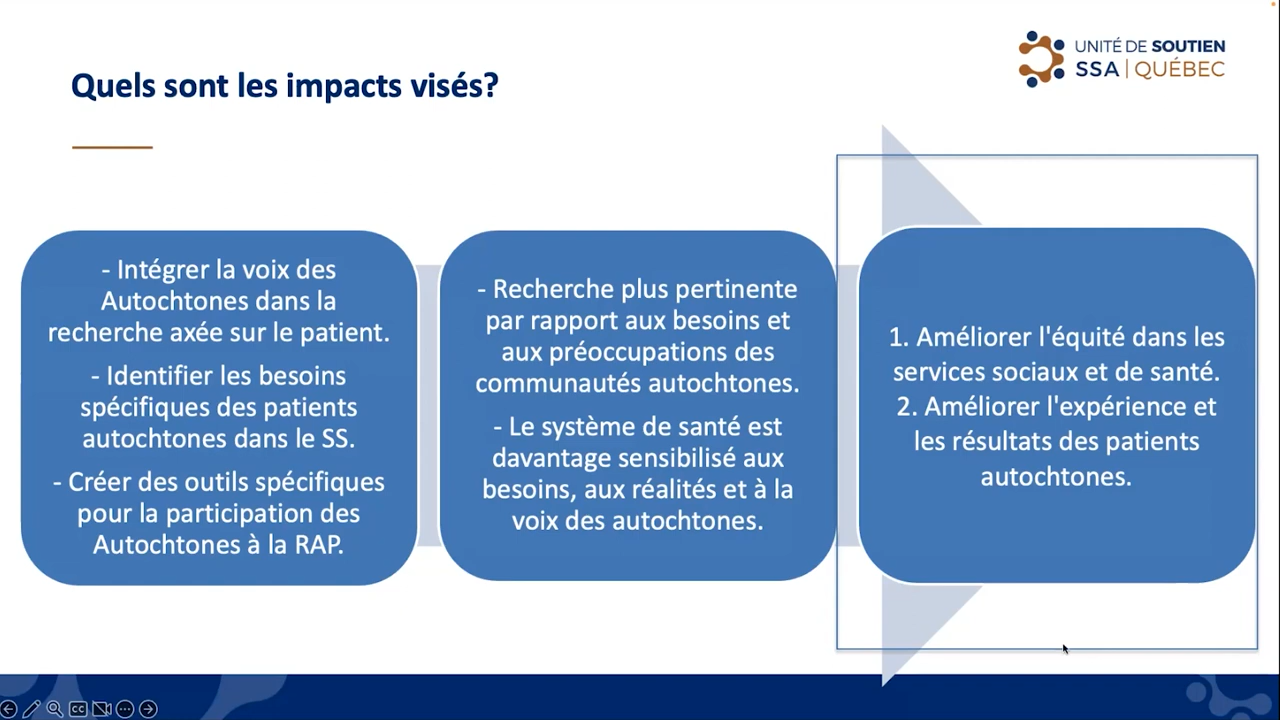 Quels sont les impacts visés?
UNITÉ DE SOUTIEN
SSA | QUÉBEC
- Intégrer la voix des
Autochtones dans la
recherche axée sur le patient.
- Identifier les besoins
spécifiques des patients
autochtones dans le SS.
- Créer des outils spécifiques
pour la participation des
Autochtones à la RAP.
- Recherche plus pertinente
par rapport aux besoins et
aux préoccupations des
communautés autochtones.
- Le système de santé est
davantage sensibilisé aux
besoins, aux réalités et à la
voix des autochtones.
1. Améliorer l'équité dans les
services sociaux et de santé.
2. Améliorer l'expérience et
les résultats des patients
autochtones.
CC